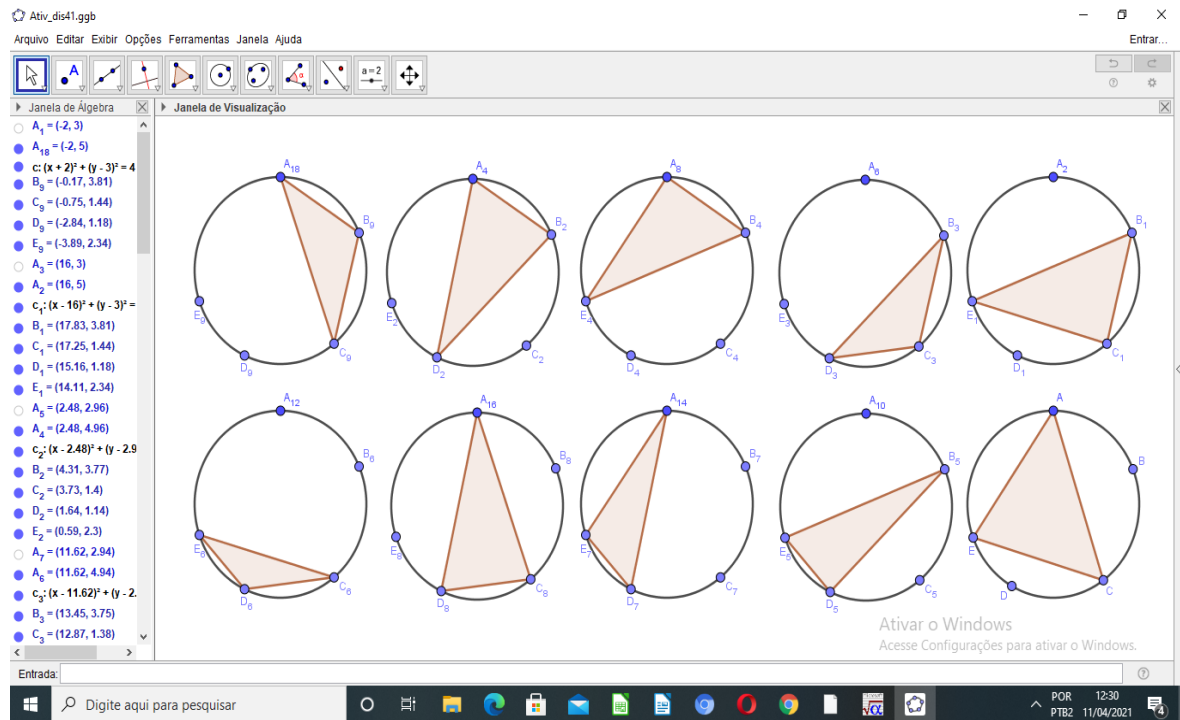 Ativ_dis41.ggb
Arquivo Editar Exibir Opções Ferramentas Janela Ajuda
Entrar...
A
α
a=2
Janela de Álgebra
Janela de Visualização
A₁ = (-2, 3)
A₁₈ = (-2, 5)
c: (x + 2)² + (y - 3)² = 4
B₉ = (-0.17, 3.81)
C₉ = (-0.75, 1.44)
D₉ = (-2.84, 1.18)
E₉ = (-3.89, 2.34)
A₃ = (16, 3)
A₂ = (16, 5)
c₁: (x - 16)² + (y - 3)² =
B₁ = (17.83, 3.81)
C₁ = (17.25, 1.44)
D₁ = (15.16, 1.18)
E₁ = (14.11, 2.34)
A₅ = (2.48, 2.96)
A₄ = (2.48, 4.96)
c₂: (x - 2.48)² + (y - 2.9
B₂ = (4.31, 3.77)
C₂ = (3.73, 1.4)
D₂ = (1.64, 1.14)
E₂ = (0.59, 2.3)
A₇ = (11.62, 2.94)
A₆ = (11.62, 4.94)
c₃: (x - 11.62)² + (y - 2.
B₃ = (13.45, 3.75)
C₃ = (12.87, 1.38)
A₁₈ A₄ A₈ A₆ A₂
B₉ B₂ B₄ B₃ B₁
E₉ E₂ E₄ E₃ E₁
C₉ C₂ C₄ C₃ C₁
D₉ D₂ D₄ D₃ D₁
A₁₂ A₁₆ A₁₄ A₁₀ A
B₆ B₈ B₇ B₅ B
E₆ E₈ E₇ E₅ E
C₆ C₈ C₇ C₅ C
D₆ D₈ D₇ D₅ D
Ativar o Windows
Acesse Configurações para ativar o Windows.
Entrada:
Digite aqui para pesquisar
√α
POR 12:30
PTB2 11/04/2021
4